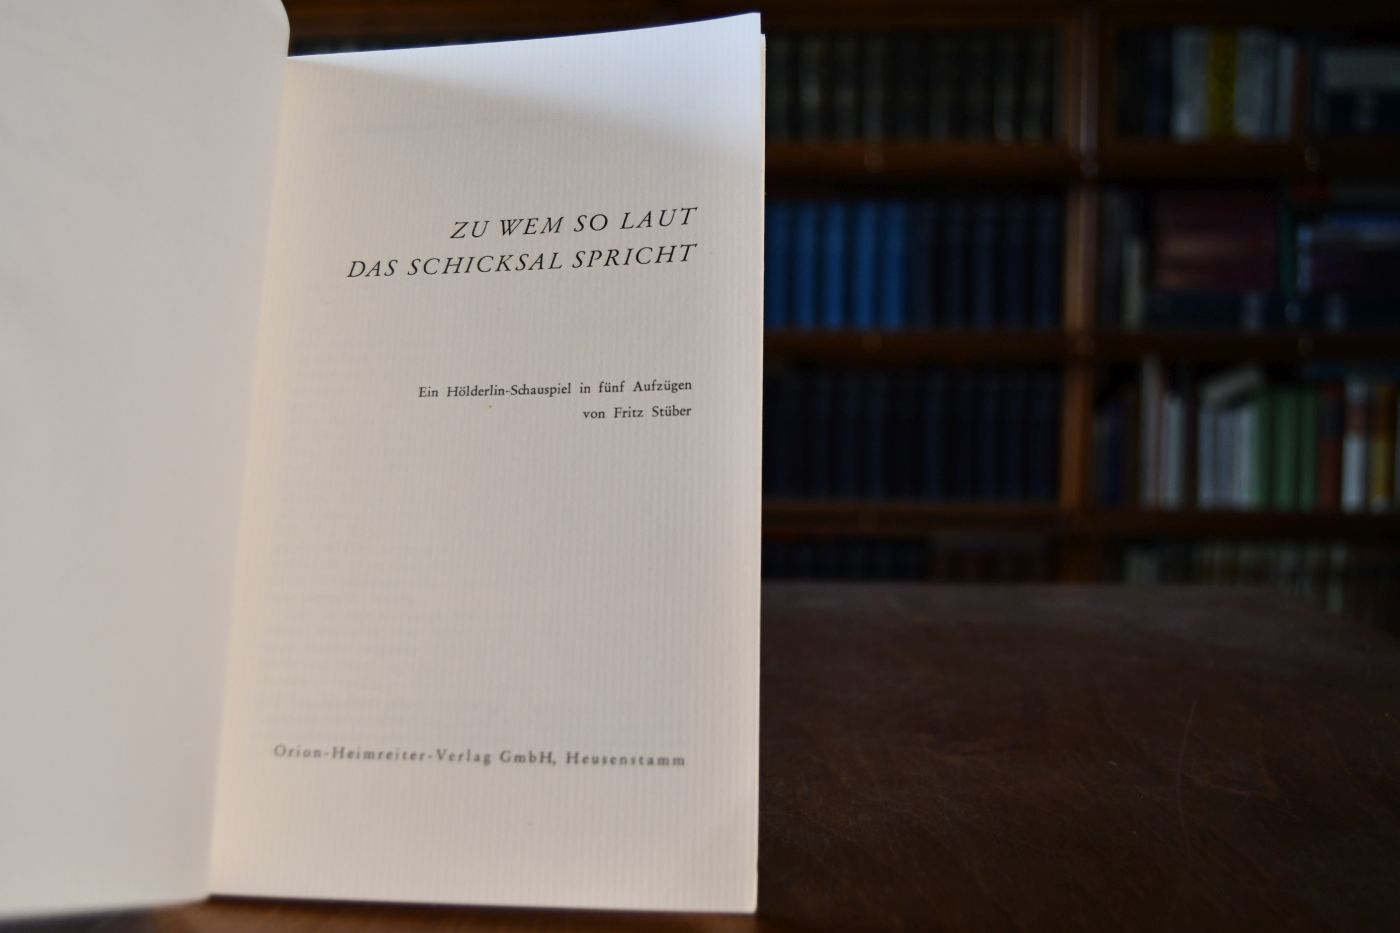 ZU WEM SO LAUT
DAS SCHICKSAL SPRICHT
Ein Hölderlin-Schauspiel in fünf Aufzügen
von Fritz Stüber
Orion-Heimreiter-Verlag GmbH, Heusenstamm